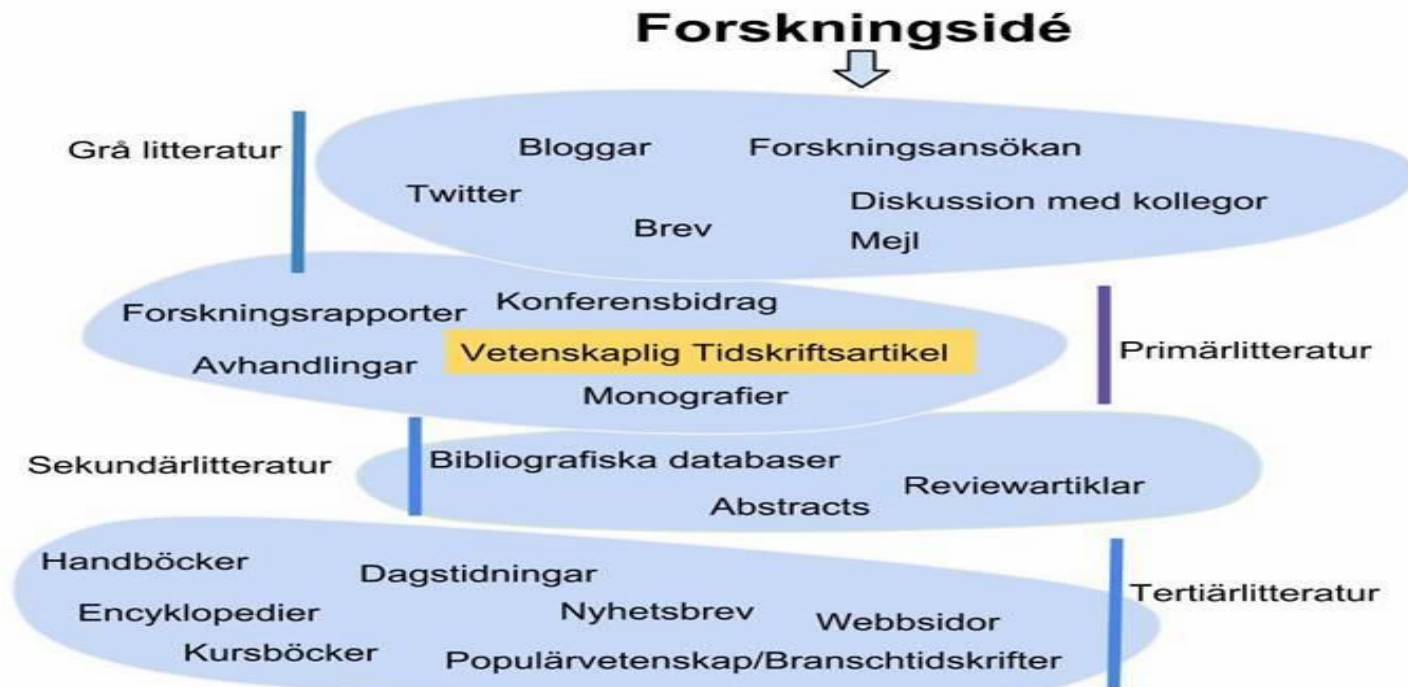 Forskningsidé
Grå litteratur
Bloggar
Forskningsansökan
Twitter
Diskussion med kollegor
Brev
Mejl
Forskningsrapporter
Konferensbidrag
Avhandlingar
Vetenskaplig Tidskriftsartikel
Primärlitteratur
Monografier
Sekundärlitteratur
Bibliografiska databaser
Reviewartiklar
Abstracts
Handböcker
Dagstidningar
Tertiärlitteratur
Encyklopedier
Nyhetsbrev
Webbsidor
Kursböcker
Populärvetenskap/Branschtidskrifter